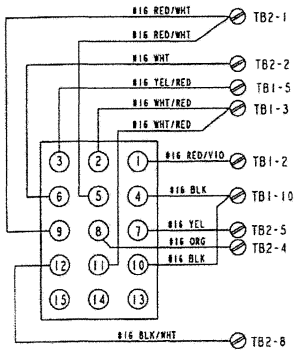 #16 RED/WHT
TB2-1
#16 RED/WHT
#16 WHT
TB2-2
#16 YEL/RED
TB1-5
#16 WHT/RED
TB1-3
#16 WHT/RED
3 2 1
#16 RED/VIO
TB1-2
6 5 4
#16 BLK
TB1-10
9 8 7
#16 YEL
TB2-5
#16 ORG
TB2-4
12 11 10
#16 BLK
15 14 13
#16 BLK/WHT
TB2-8